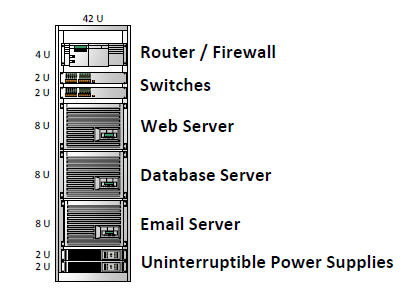 42 U
4 U Router / Firewall
2 U
2 U Switches
8 U Web Server
8 U Database Server
8 U Email Server
2 U
2 U Uninterruptible Power Supplies